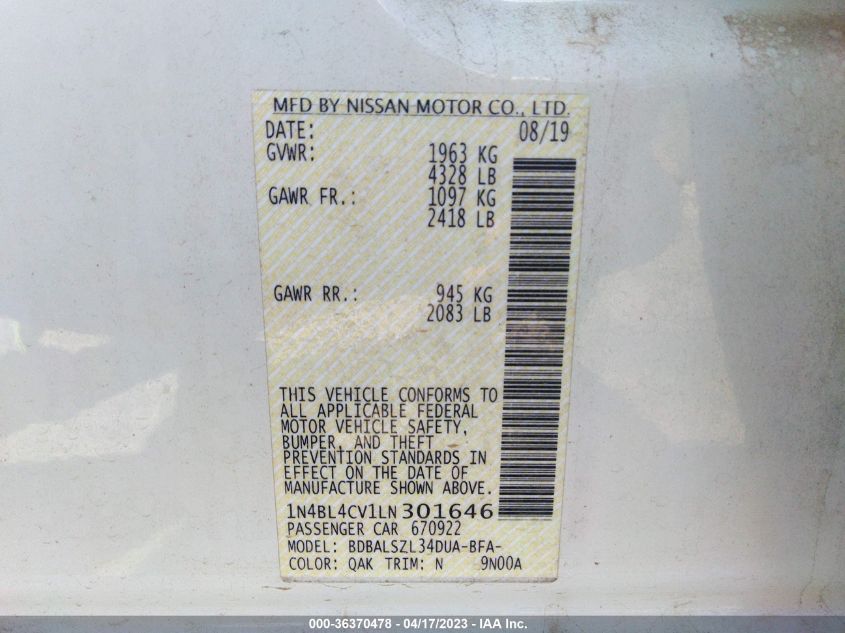 MFD BY NISSAN MOTOR CO., LTD.
DATE: 08/19
GVWR: 1963 KG
4328 LB
GAWR FR.: 1097 KG
2418 LB
GAWR RR.: 945 KG
2083 LB
THIS VEHICLE CONFORMS TO
ALL APPLICABLE FEDERAL
MOTOR VEHICLE SAFETY,
BUMPER, AND THEFT
PREVENTION STANDARDS IN
EFFECT ON THE DATE OF
MANUFACTURE SHOWN ABOVE.
1N4BL4CV1LN301646
PASSENGER CAR 670922
MODEL: BDBALSZL34DUA-BFA-
COLOR: QAK TRIM: N 9N00A
000-36370478 - 04/17/2023 - IAA Inc.